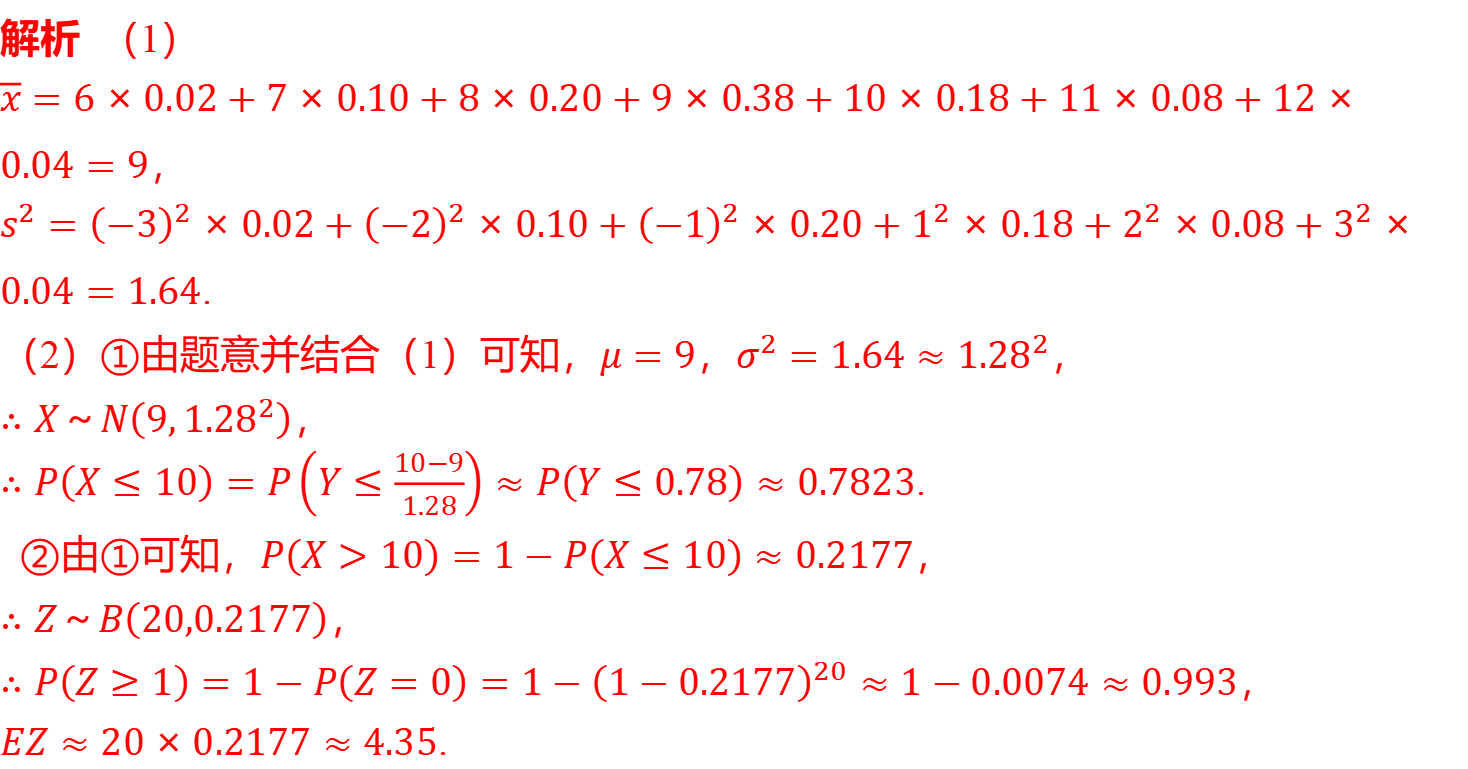 解析 （1）
x̅ = 6 × 0.02 + 7 × 0.10 + 8 × 0.20 + 9 × 0.38 + 10 × 0.18 + 11 × 0.08 + 12 ×
0.04 = 9，
s² = (−3)² × 0.02 + (−2)² × 0.10 + (−1)² × 0.20 + 1² × 0.18 + 2² × 0.08 + 3² ×
0.04 = 1.64.
（2）①由题意并结合（1）可知，μ = 9，σ² = 1.64 ≈ 1.28²，
∴ X ~ N(9, 1.28²)，
∴ P(X ≤ 10) = P(Y ≤ (10−9)/1.28) ≈ P(Y ≤ 0.78) ≈ 0.7823.
②由①可知，P(X > 10) = 1 − P(X ≤ 10) ≈ 0.2177，
∴ Z ~ B(20,0.2177)，
∴ P(Z ≥ 1) = 1 − P(Z = 0) = 1 − (1 − 0.2177)²⁰ ≈ 1 − 0.0074 ≈ 0.993，
EZ ≈ 20 × 0.2177 ≈ 4.35.